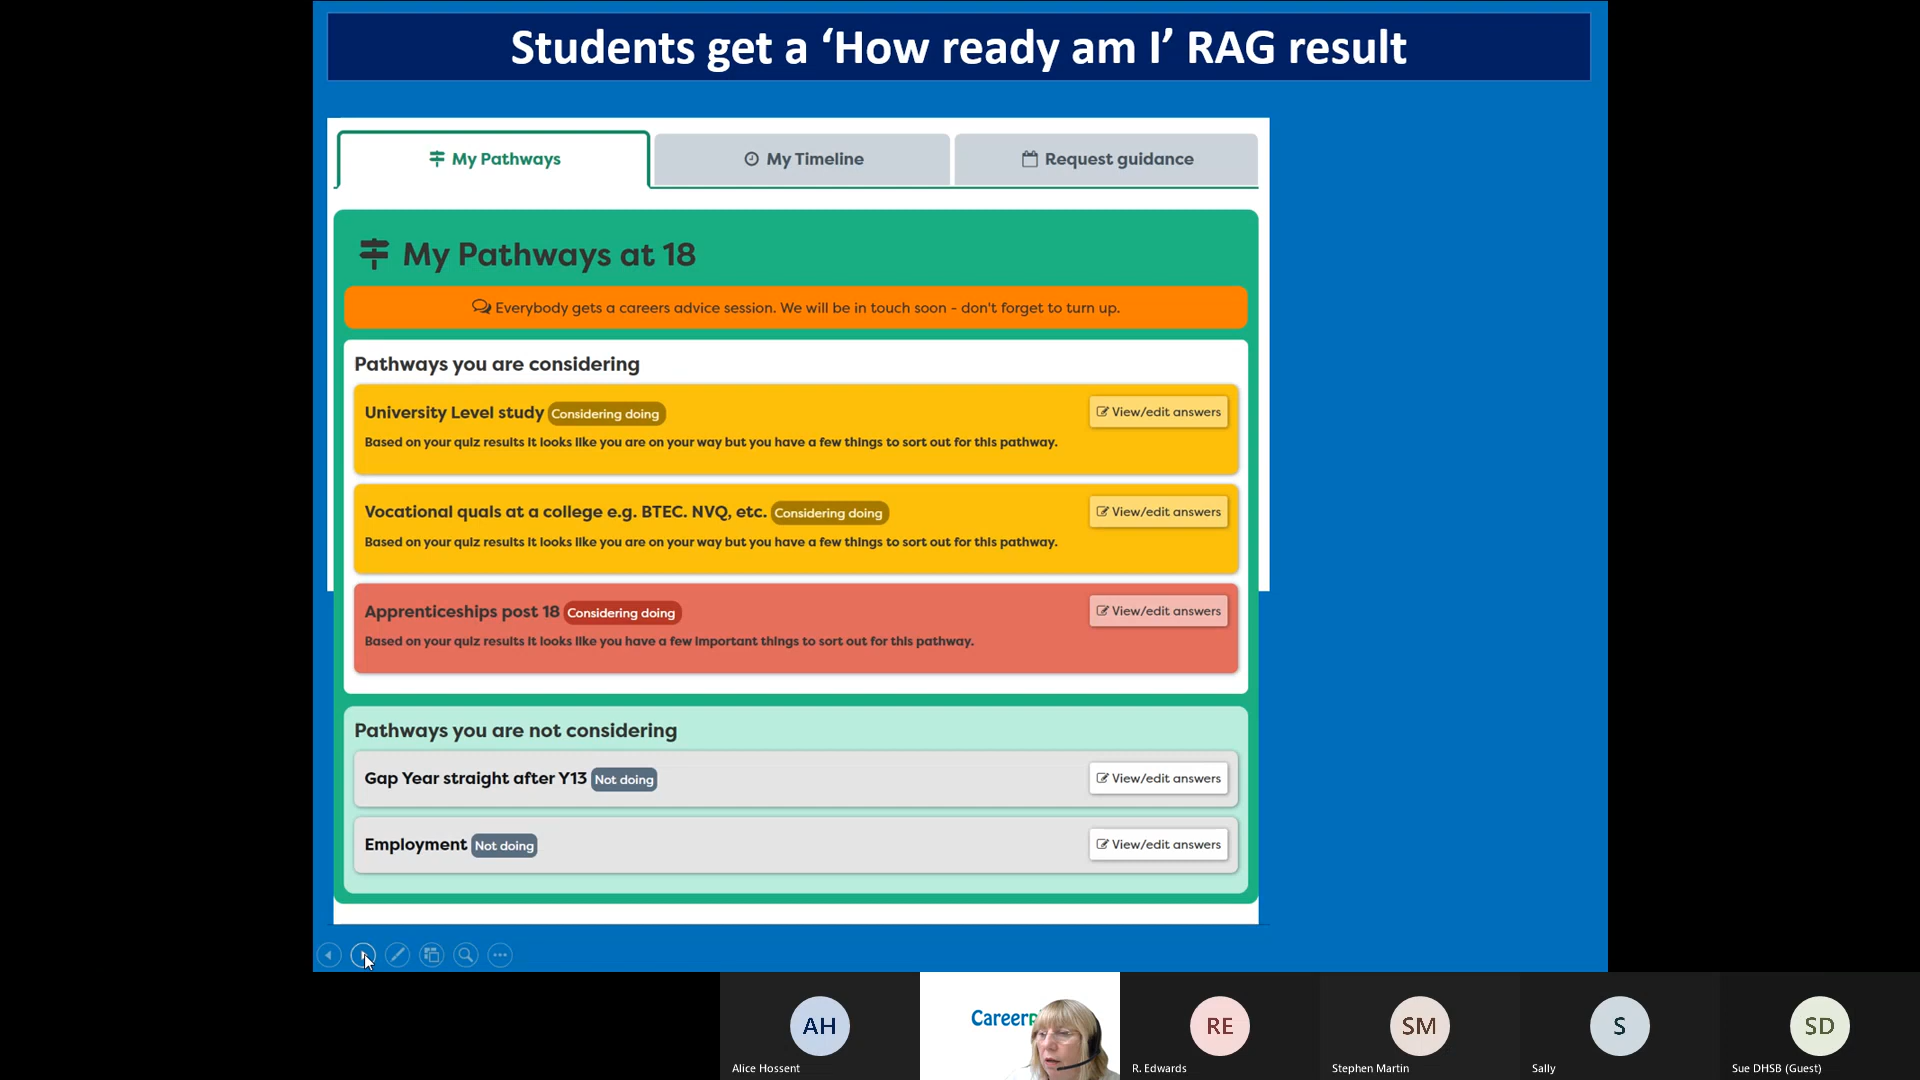 Students get a ‘How ready am I’ RAG result
My Pathways
My Timeline
Request guidance
My Pathways at 18
Everybody gets a careers advice session. We will be in touch soon - don't forget to turn up.
Pathways you are considering
University Level study Considering doing
View/edit answers
Based on your quiz results it looks like you are on your way but you have a few things to sort out for this pathway.
Vocational quals at a college e.g. BTEC. NVQ, etc. Considering doing
View/edit answers
Based on your quiz results it looks like you are on your way but you have a few things to sort out for this pathway.
Apprenticeships post 18 Considering doing
View/edit answers
Based on your quiz results it looks like you have a few important things to sort out for this pathway.
Pathways you are not considering
Gap Year straight after Y13 Not doing
View/edit answers
Employment Not doing
View/edit answers
AH
Career
RE
SM
S
SD
Alice Hossent
R. Edwards
Stephen Martin
Sally
Sue DHSB (Guest)